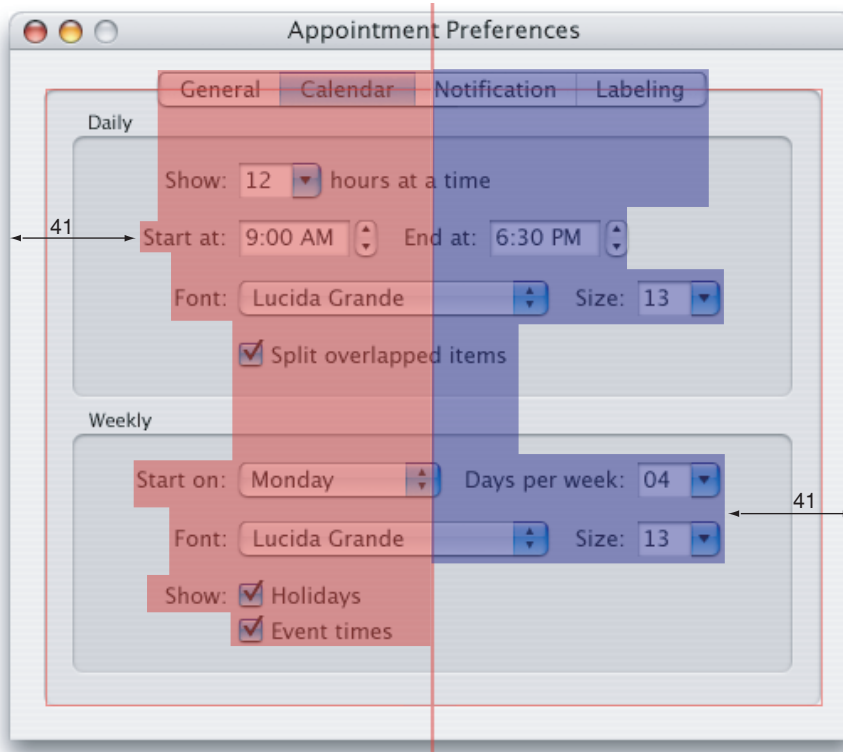 Appointment Preferences
General Calendar Notification Labeling
Daily
Show: 12 hours at a time
41 Start at: 9:00 AM End at: 6:30 PM
Font: Lucida Grande Size: 13
Split overlapped items
Weekly
Start on: Monday Days per week: 04
41
Font: Lucida Grande Size: 13
Show: Holidays
Event times